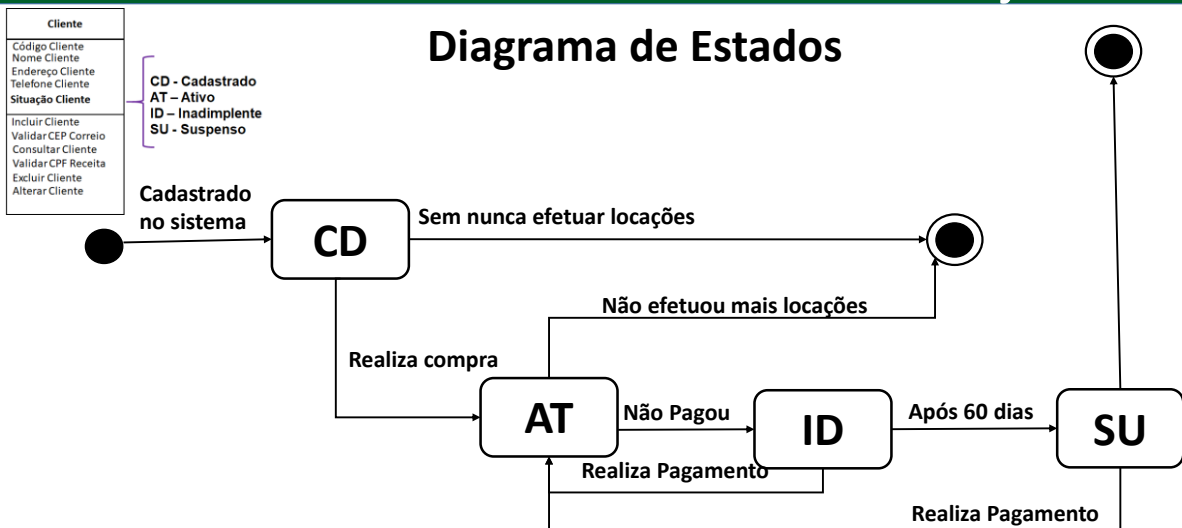 Diagrama de Estados
Cliente
Código Cliente
Nome Cliente
Endereço Cliente
Telefone Cliente
Situação Cliente
Incluir Cliente
Validar CEP Correio
Consultar Cliente
Validar CPF Receita
Excluir Cliente
Alterar Cliente
CD - Cadastrado
AT – Ativo
ID – Inadimplente
SU - Suspenso
Cadastrado
no sistema
CD
Sem nunca efetuar locações
Não efetuou mais locações
Realiza compra
AT
Não Pagou
ID
Após 60 dias
SU
Realiza Pagamento
Realiza Pagamento